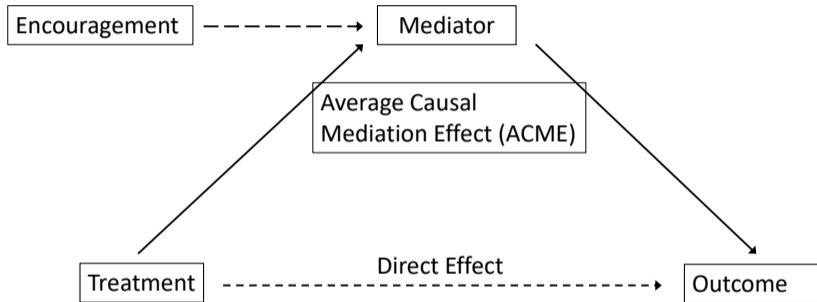 Encouragement
Mediator
Average Causal
Mediation Effect (ACME)
Direct Effect
Treatment
Outcome